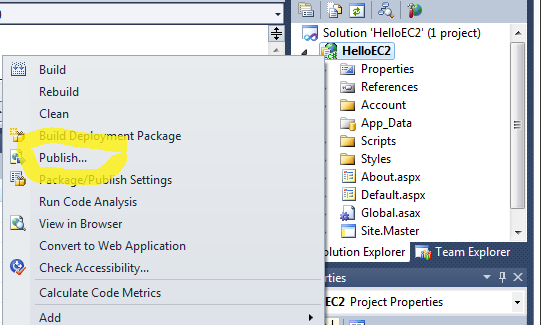 Build
Rebuild
Clean
Build Deployment Package
Publish...
Package/Publish Settings
Run Code Analysis
View in Browser
Convert to Web Application
Check Accessibility...
Calculate Code Metrics
Add
Solution 'HelloEC2' (1 project)
HelloEC2
Properties
References
Account
App_Data
Scripts
Styles
About.aspx
Default.aspx
Global.asax
Site.Master
olution Explorer
Team Explorer
erties
EC2 Project Properties